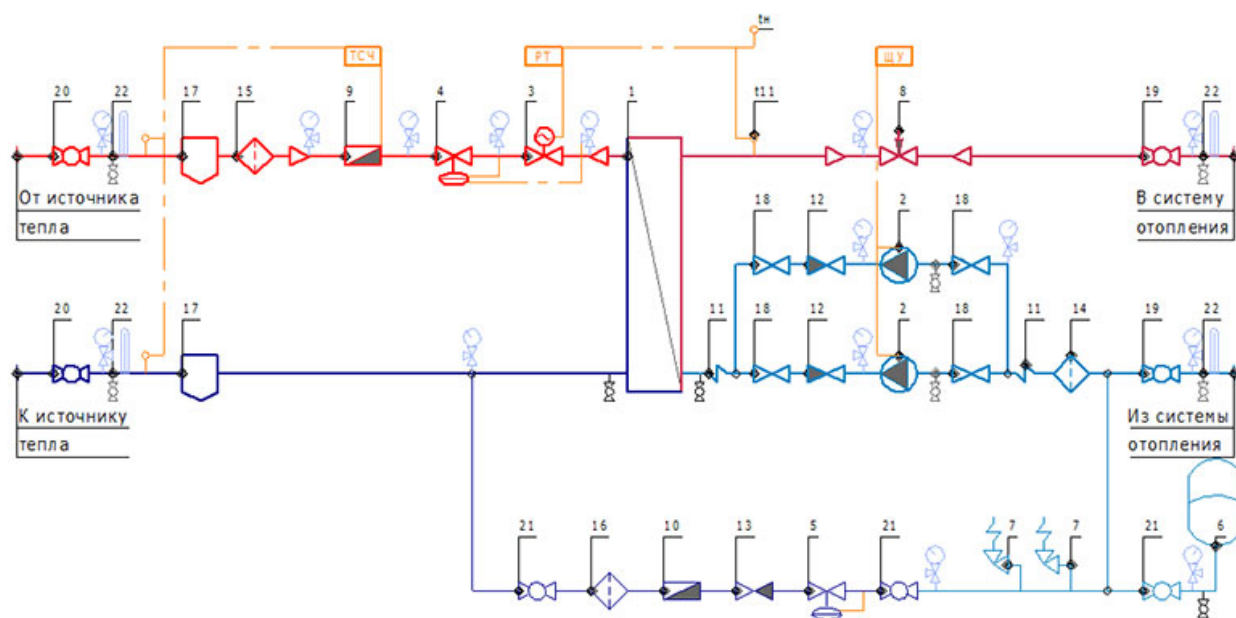 tн
ТСЧ РТ ЩУ
20 22 17 15 9 4 3 1 t11 8 19 22
От источника
тепла
В систему
отопления
18 12 2 18
20 22 17 11 18 12 2 18 11 14 19 22
К источнику
тепла
Из системы
отопления
21 16 10 13 5 21 7 7 21 6